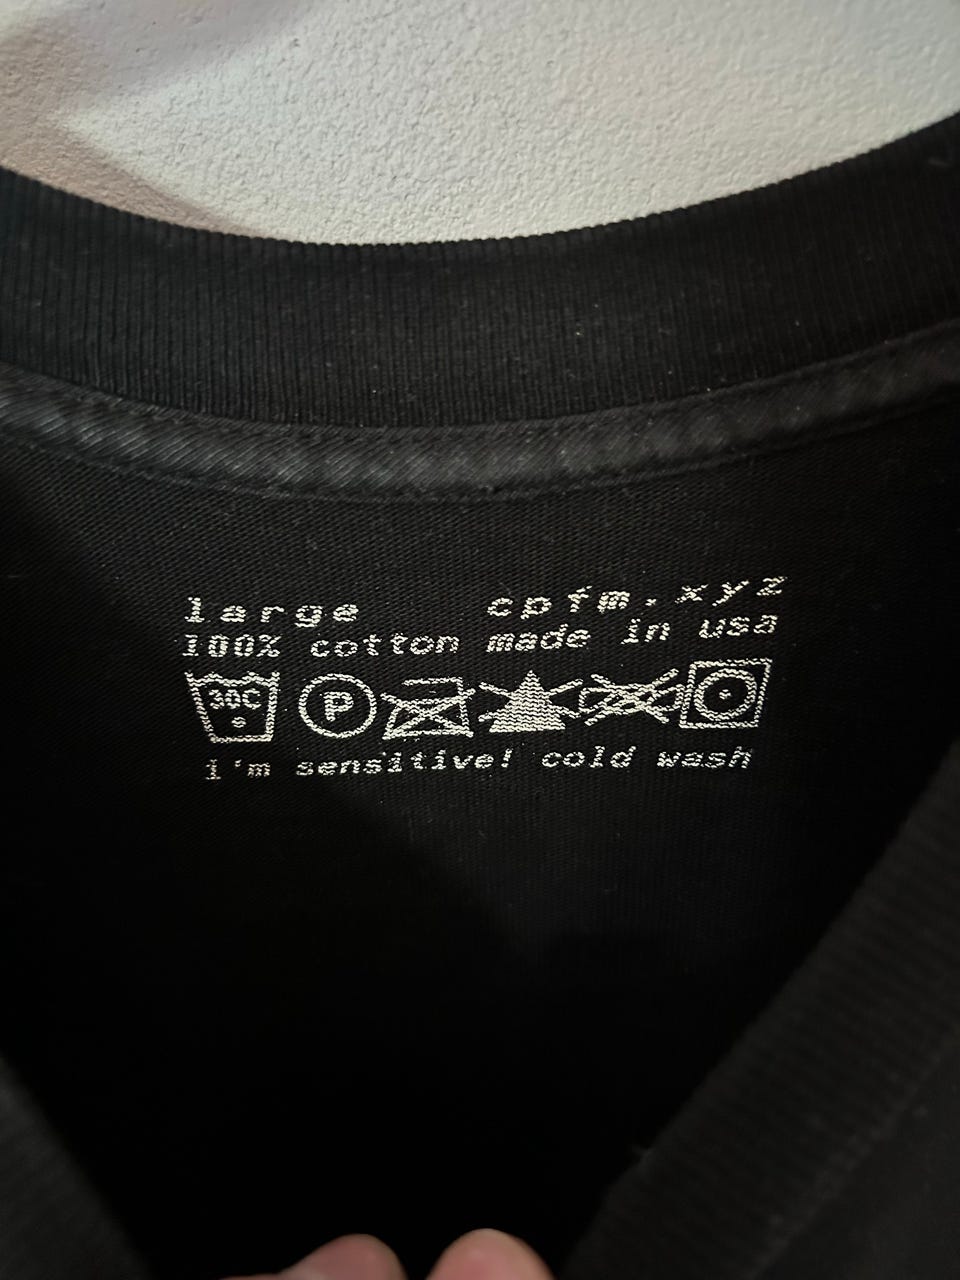 large cpfm.xyz
100% cotton made in usa
30C P
i'm sensitive! cold wash